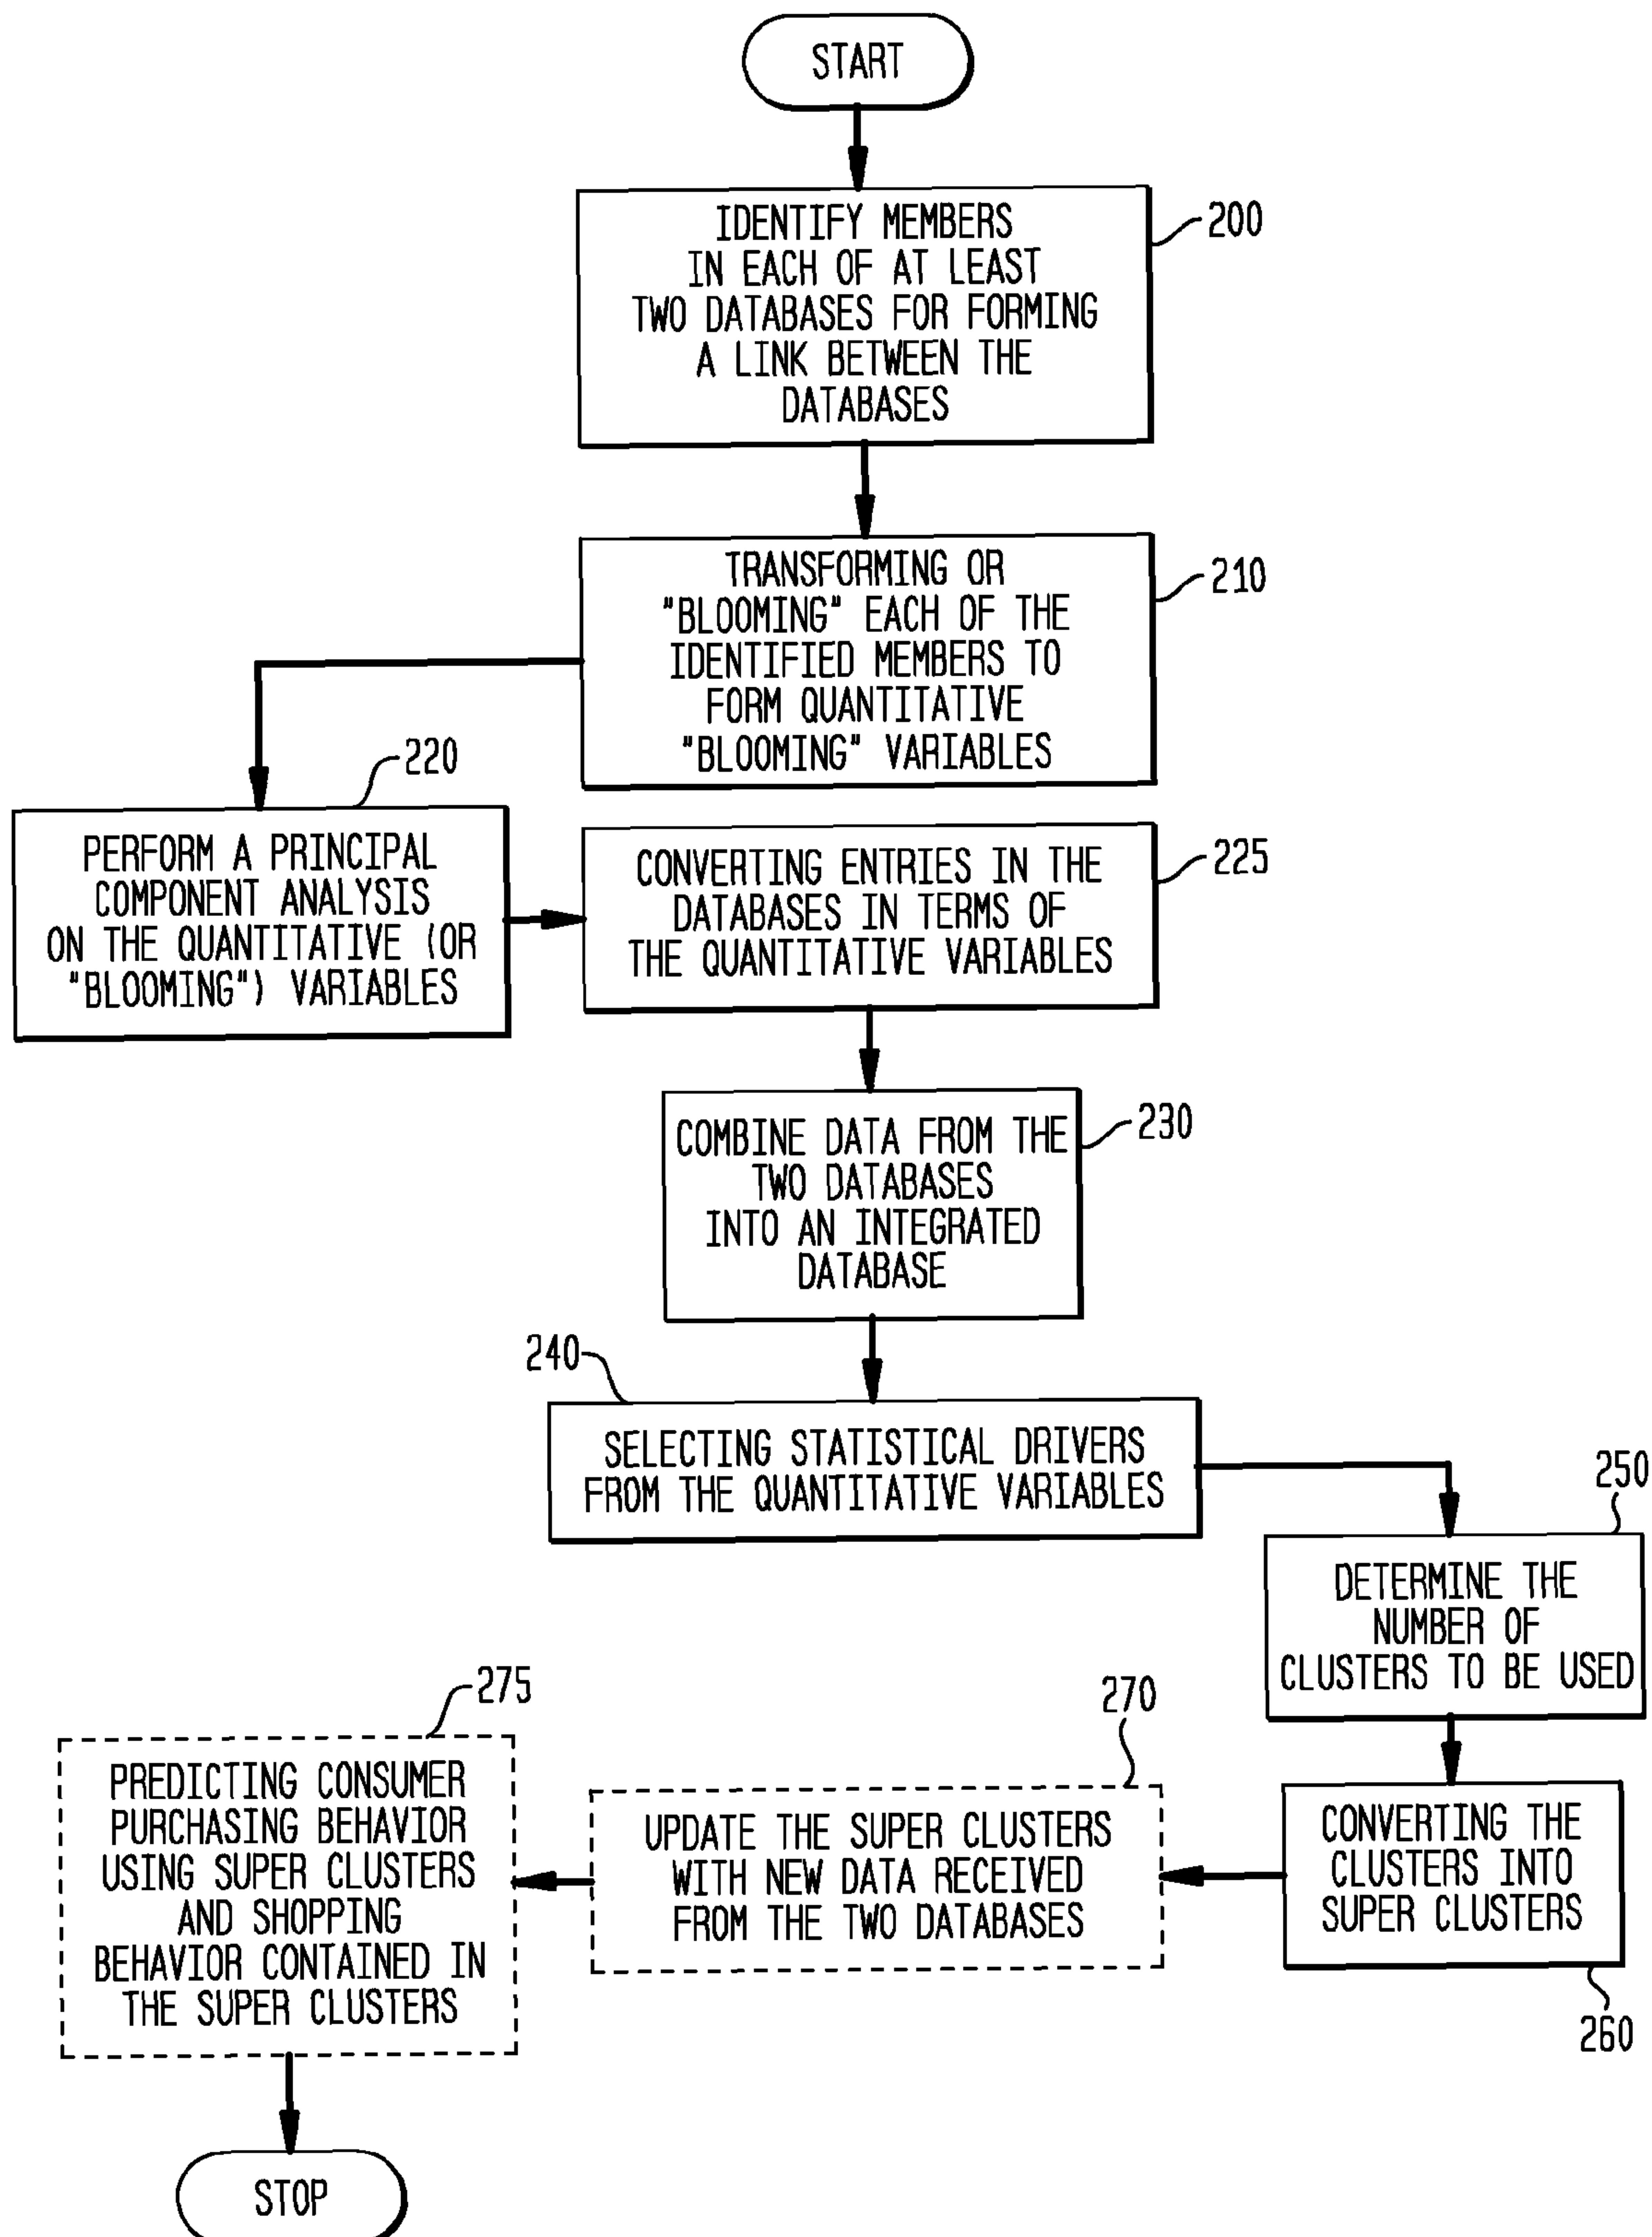 START
IDENTIFY MEMBERS
IN EACH OF AT LEAST
TWO DATABASES FOR FORMING
A LINK BETWEEN THE
DATABASES
200
TRANSFORMING OR
"BLOOMING" EACH OF THE
IDENTIFIED MEMBERS TO
FORM QUANTITATIVE
"BLOOMING" VARIABLES
210
220
PERFORM A PRINCIPAL
COMPONENT ANALYSIS
ON THE QUANTITATIVE (OR
"BLOOMING") VARIABLES
CONVERTING ENTRIES IN THE
DATABASES IN TERMS OF
THE QUANTITATIVE VARIABLES
225
COMBINE DATA FROM THE
TWO DATABASES
INTO AN INTEGRATED
DATABASE
230
240
SELECTING STATISTICAL DRIVERS
FROM THE QUANTITATIVE VARIABLES
250
DETERMINE THE
NUMBER OF
CLUSTERS TO BE USED
CONVERTING THE
CLUSTERS INTO
SUPER CLUSTERS
260
270
UPDATE THE SUPER CLUSTERS
WITH NEW DATA RECEIVED
FROM THE TWO DATABASES
275
PREDICTING CONSUMER
PURCHASING BEHAVIOR
USING SUPER CLUSTERS
AND SHOPPING
BEHAVIOR CONTAINED IN
THE SUPER CLUSTERS
STOP